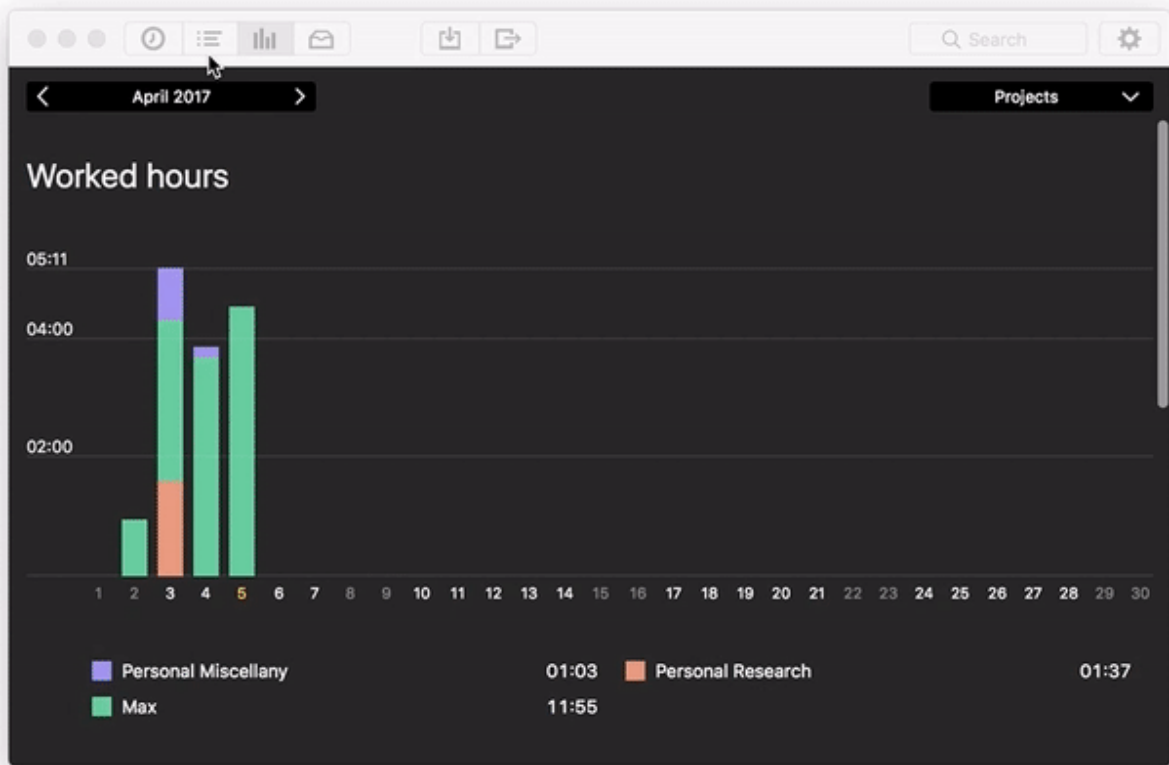 Search
April 2017
Projects
Worked hours
05:11
04:00
02:00
1 2 3 4 5 6 7 8 9 10 11 12 13 14 15 16 17 18 19 20 21 22 23 24 25 26 27 28 29 30
Personal Miscellany 01:03 Personal Research 01:37
Max 11:55